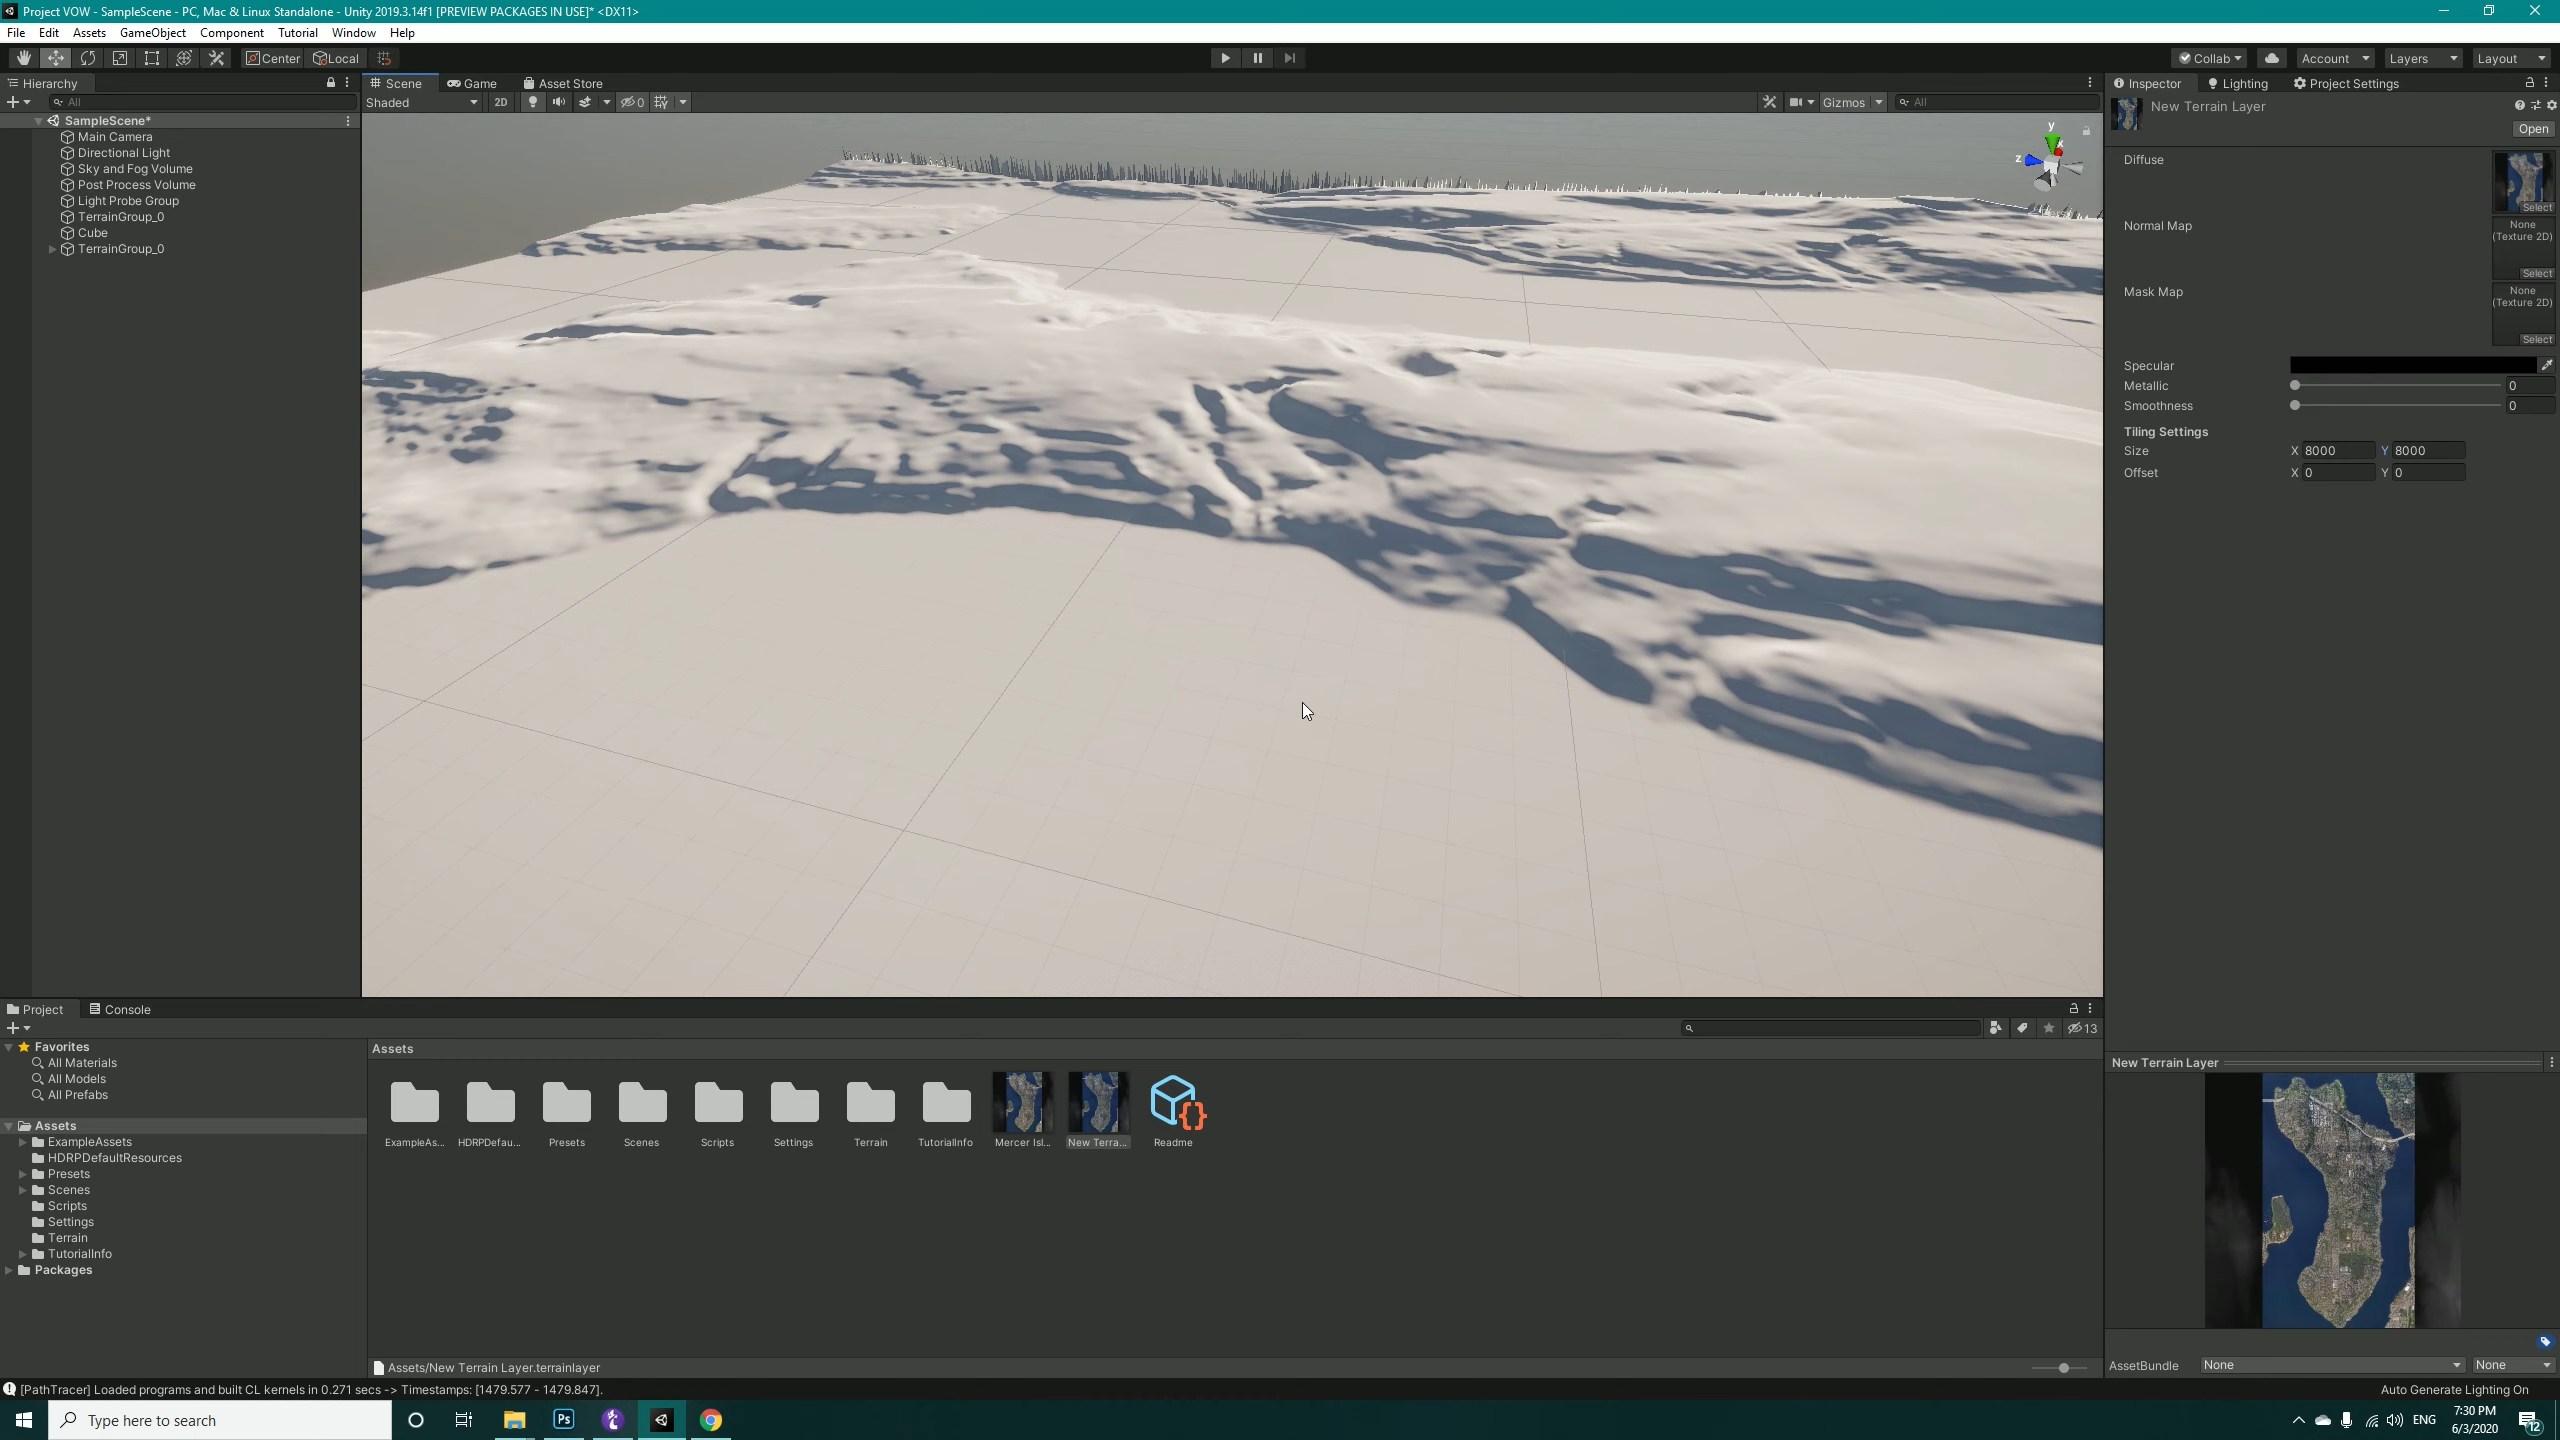 Project VOW - SampleScene - PC, Mac & Linux Standalone - Unity 2019.3.14f1 [PREVIEW PACKAGES IN USE]* <DX11>
File Edit Assets GameObject Component Tutorial Window Help
Center Local Collab Account Layers Layout
Hierarchy
All
SampleScene*
Main Camera
Directional Light
Sky and Fog Volume
Post Process Volume
Light Probe Group
TerrainGroup_0
Cube
TerrainGroup_0
Scene Game Asset Store
Shaded 2D 0 Gizmos All
y
x
z
Inspector Lighting Project Settings
New Terrain Layer
Open
Diffuse
Select
Normal Map
None
(Texture 2D)
Select
Mask Map
None
(Texture 2D)
Select
Specular
Metallic 0
Smoothness 0
Tiling Settings
Size X 8000 Y 8000
Offset X 0 Y 0
Project Console
13
Favorites
All Materials
All Models
All Prefabs
Assets
ExampleAssets
HDRPDefaultResources
Presets
Scenes
Scripts
Settings
Terrain
TutorialInfo
Packages
Assets
ExampleAs... HDRPDefau... Presets Scenes Scripts Settings Terrain TutorialInfo Mercer Isl... New Terra... Readme
Assets/New Terrain Layer.terrainlayer
New Terrain Layer
AssetBundle None None
[PathTracer] Loaded programs and built CL kernels in 0.271 secs -> Timestamps: [1479.577 - 1479.847].
Auto Generate Lighting On
Type here to search
Ps
ENG
7:30 PM
6/3/2020
12